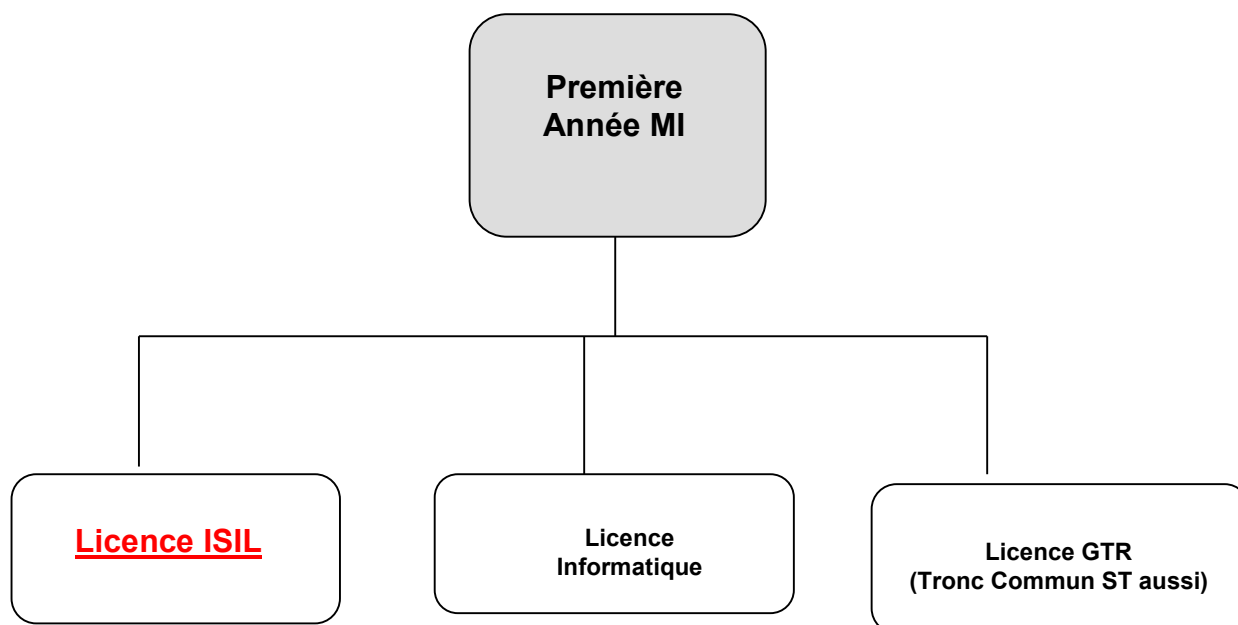 Première
Année MI
Licence ISIL
Licence
Informatique
Licence GTR
(Tronc Commun ST aussi)